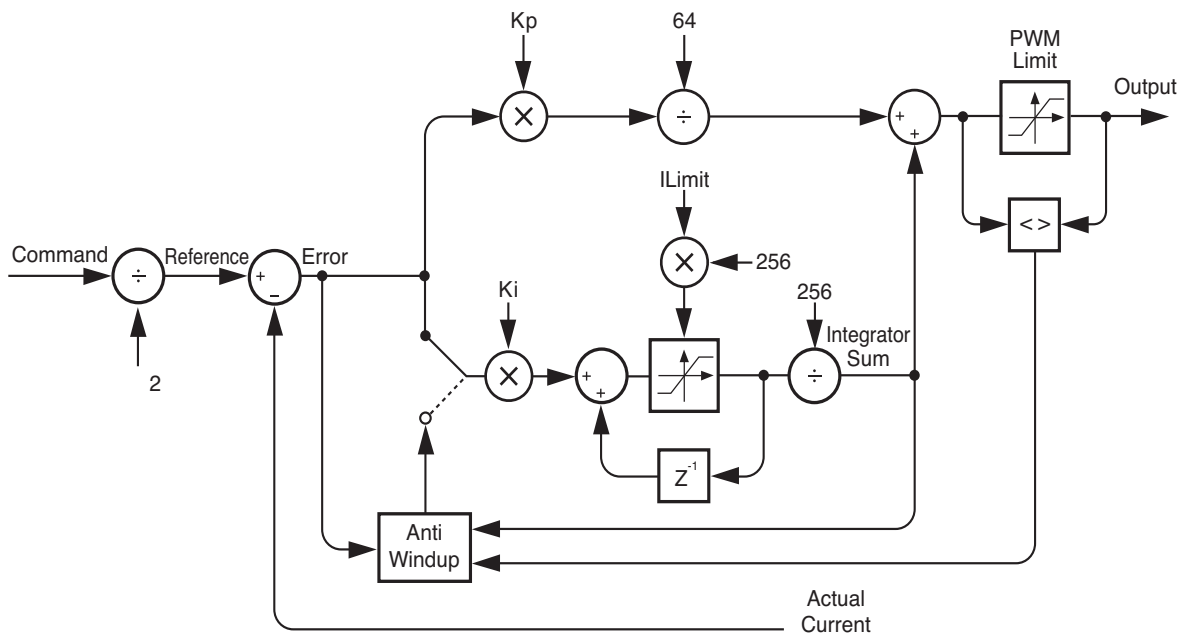 Kp
64
PWM
Limit
Output
×
÷
+
+
ILimit
< >
Command
Reference
Error
÷
+
−
×
256
Ki
256
Integrator
Sum
2
×
+
+
÷
Z⁻¹
Anti
Windup
Actual
Current